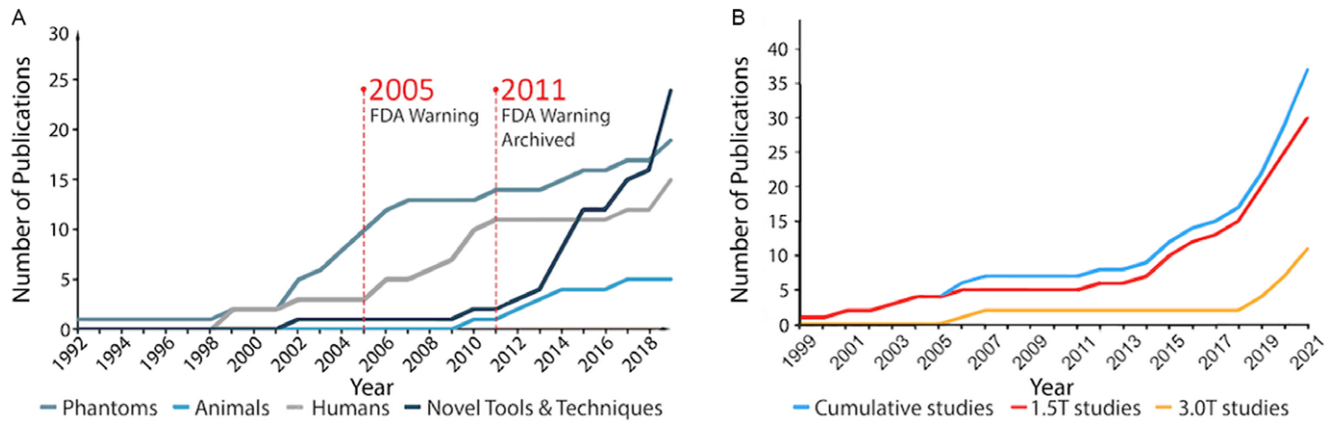 A
30
25
20
15
10
5
0
Number of Publications
2005
FDA Warning
2011
FDA Warning
Archived
1992
1994
1996
1998
2000
2002
2004
2006
2008
2010
2012
2014
2016
2018
Year
Phantoms
Animals
Humans
Novel Tools & Techniques
B
40
35
30
25
20
15
10
5
0
Number of Publications
1999
2001
2003
2005
2007
2009
2011
2013
2015
2017
2019
2021
Year
Cumulative studies
1.5T studies
3.0T studies